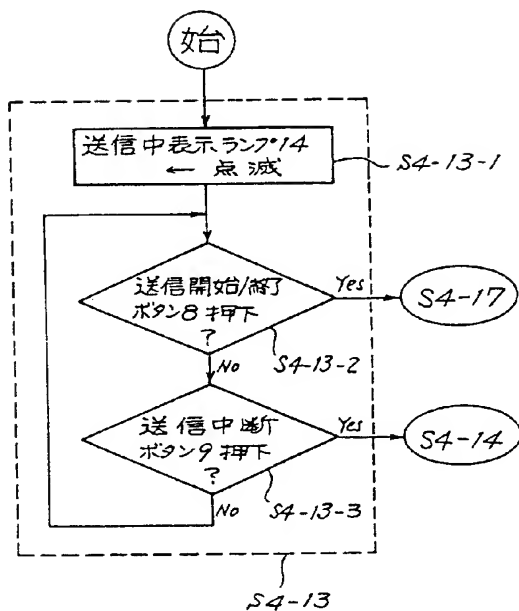 始
送信中表示ランプ14
← 点滅
S4-13-1
送信開始/終了
ボタン8押下
?
Yes
S4-17
No
S4-13-2
送信中断
ボタン9押下
?
Yes
S4-14
No
S4-13-3
S4-13